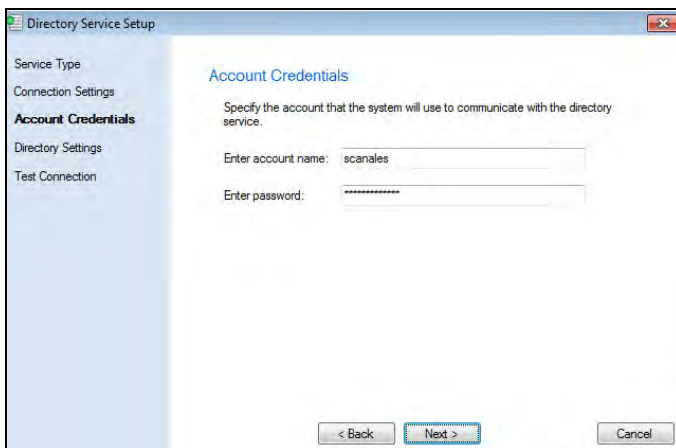 Directory Service Setup
Service Type
Connection Settings
Account Credentials
Directory Settings
Test Connection
Account Credentials
Specify the account that the system will use to communicate with the directory
service.
Enter account name: scanales
Enter password: *************
< Back Next > Cancel